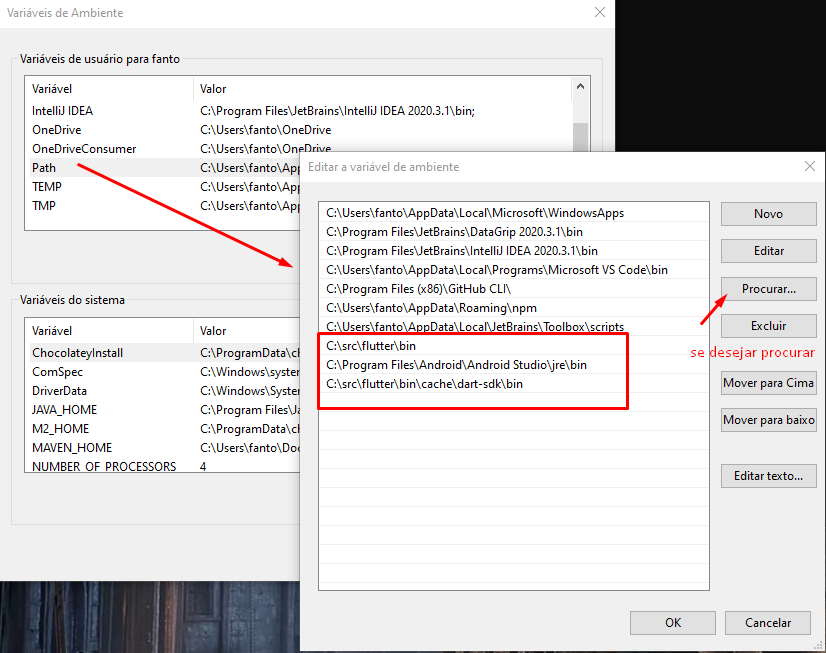 Variáveis de Ambiente
Variáveis de usuário para fanto
Variável Valor
IntelliJ IDEA C:\Program Files\JetBrains\IntelliJ IDEA 2020.3.1\bin;
OneDrive C:\Users\fanto\OneDrive
OneDriveConsumer C:\Users\fanto\OneDrive
Path C:\Users\fanto\App
TEMP C:\Users\fanto\App
TMP C:\Users\fanto\App
Variáveis do sistema
Variável Valor
ChocolateyInstall C:\ProgramData\ch
ComSpec C:\Windows\system
DriverData C:\Windows\System
JAVA_HOME C:\Program Files\Ja
M2_HOME C:\ProgramData\ch
MAVEN_HOME C:\Users\fanto\Doc
NUMBER_OF_PROCESSORS 4
Editar a variável de ambiente
C:\Users\fanto\AppData\Local\Microsoft\WindowsApps
C:\Program Files\JetBrains\DataGrip 2020.3.1\bin
C:\Program Files\JetBrains\IntelliJ IDEA 2020.3.1\bin
C:\Users\fanto\AppData\Local\Programs\Microsoft VS Code\bin
C:\Program Files (x86)\GitHub CLI\
C:\Users\fanto\AppData\Roaming\npm
C:\Users\fanto\AppData\Local\JetBrains\Toolbox\scripts
C:\src\flutter\bin
C:\Program Files\Android\Android Studio\jre\bin
C:\src\flutter\bin\cache\dart-sdk\bin
Novo
Editar
Procurar...
Excluir
se desejar procurar
Mover para Cima
Mover para baixo
Editar texto...
OK
Cancelar